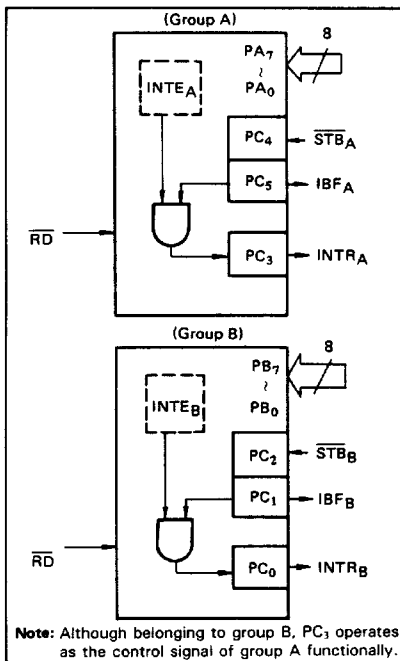 (Group A)
8
PA7
~
PA0
INTEA
PC4
STBA
PC5
IBFA
RD
PC3
INTRA
(Group B)
8
PB7
~
PB0
INTEB
PC2
STBB
PC1
IBFB
RD
PC0
INTRB
Note: Although belonging to group B, PC3 operates
as the control signal of group A functionally.